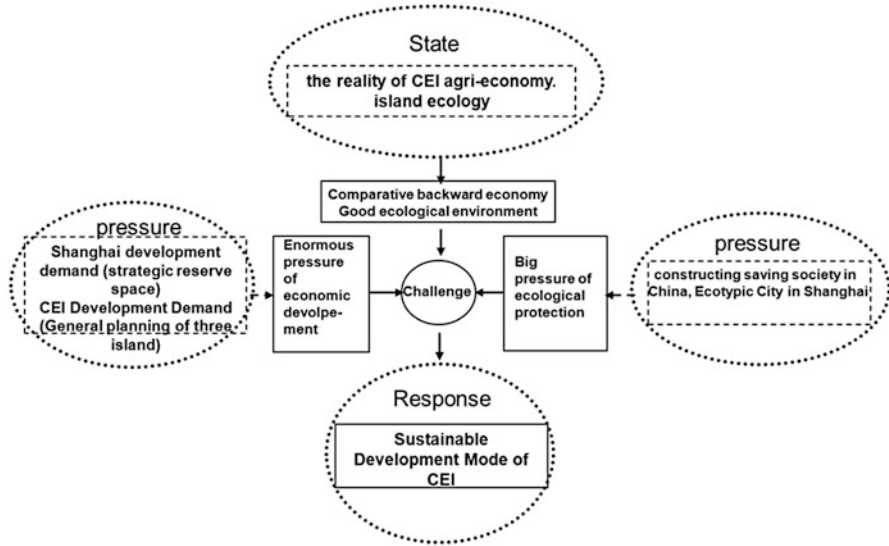 State
the reality of CEI agri-economy.
island ecology
Comparative backward economy
Good ecological environment
pressure
Shanghai development
demand (strategic reserve
space)
CEI Development Demand
(General planning of three
island)
Enormous
pressure
of
economic
devolpe-
ment
Challenge
Big
pressure of
ecological
protection
pressure
constructing saving society in
China, Ecotypic City in Shanghai
Response
Sustainable
Development Mode of
CEI